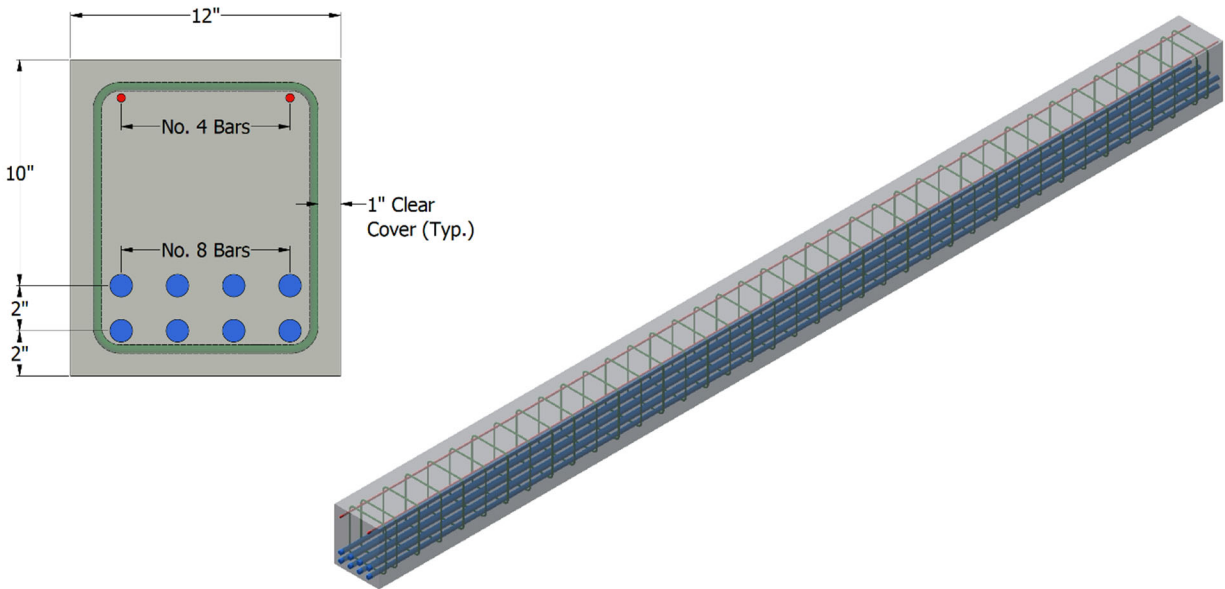 12"
No. 4 Bars
10"
1" Clear
Cover (Typ.)
No. 8 Bars
2"
2"